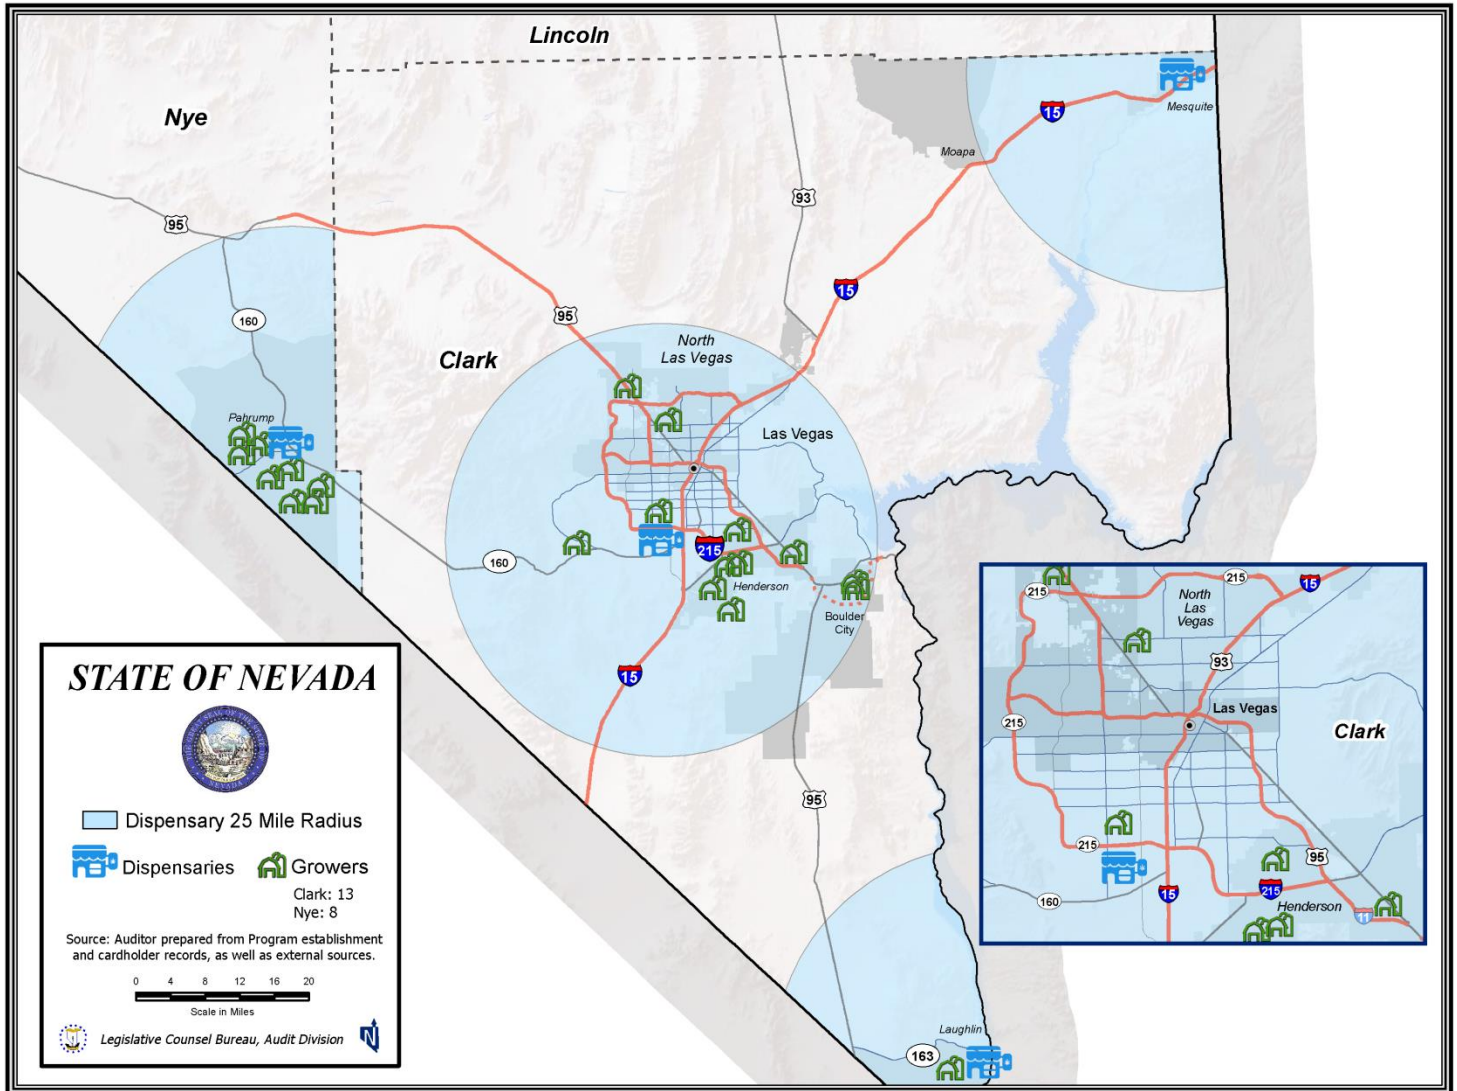 Lincoln
Nye
15
Mesquite
Moapa
93
95
15
160
95
North
Las Vegas
Clark
Pahrump
Las Vegas
160
215
Henderson
Boulder
City
15
95
Laughlin
163
STATE OF NEVADA
Dispensary 25 Mile Radius
Dispensaries
Growers
Clark: 13
Nye: 8
Source: Auditor prepared from Program establishment
and cardholder records, as well as external sources.
0 4 8 12 16 20
Scale in Miles
Legislative Counsel Bureau, Audit Division
N
215
215
15
North
Las
Vegas
93
215
Las Vegas
Clark
215
95
160
15
215
Henderson
11